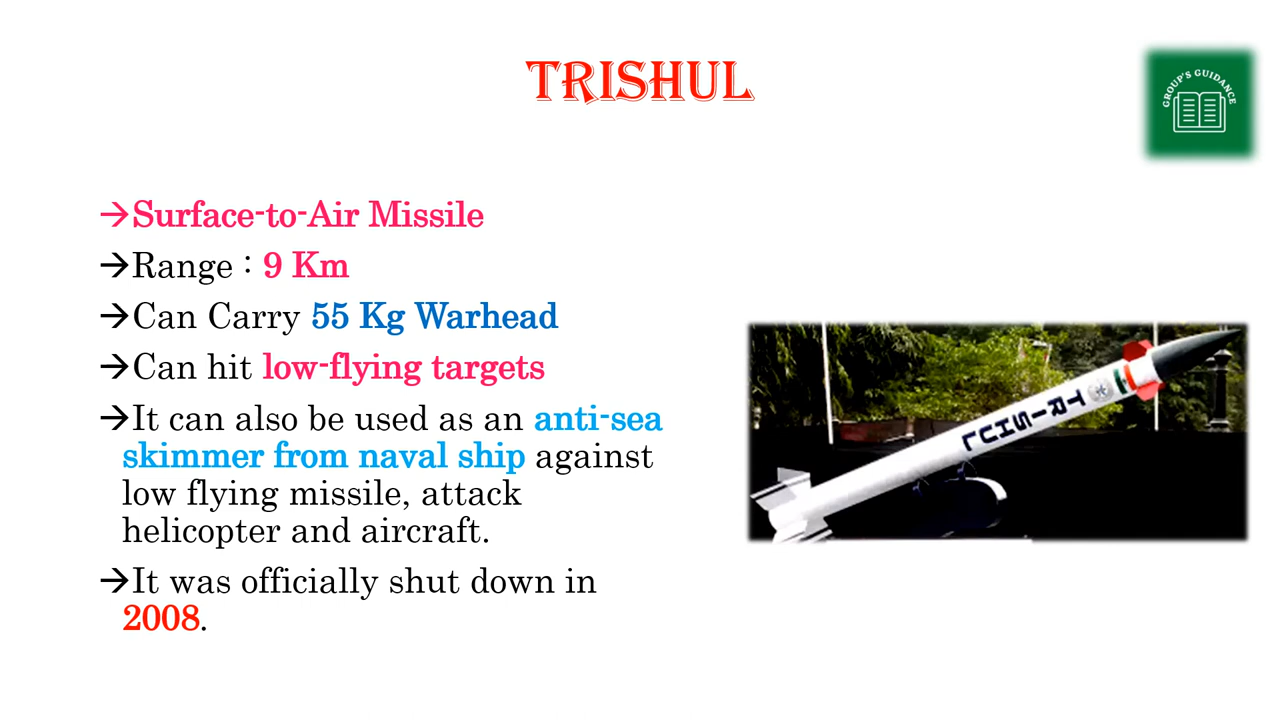 TRISHUL
GROUP'S GUIDANCE
→Surface-to-Air Missile
→Range : 9 Km
→Can Carry 55 Kg Warhead
→Can hit low-flying targets
→It can also be used as an anti-sea
skimmer from naval ship against
low flying missile, attack
helicopter and aircraft.
→It was officially shut down in
2008.
TRISHUL